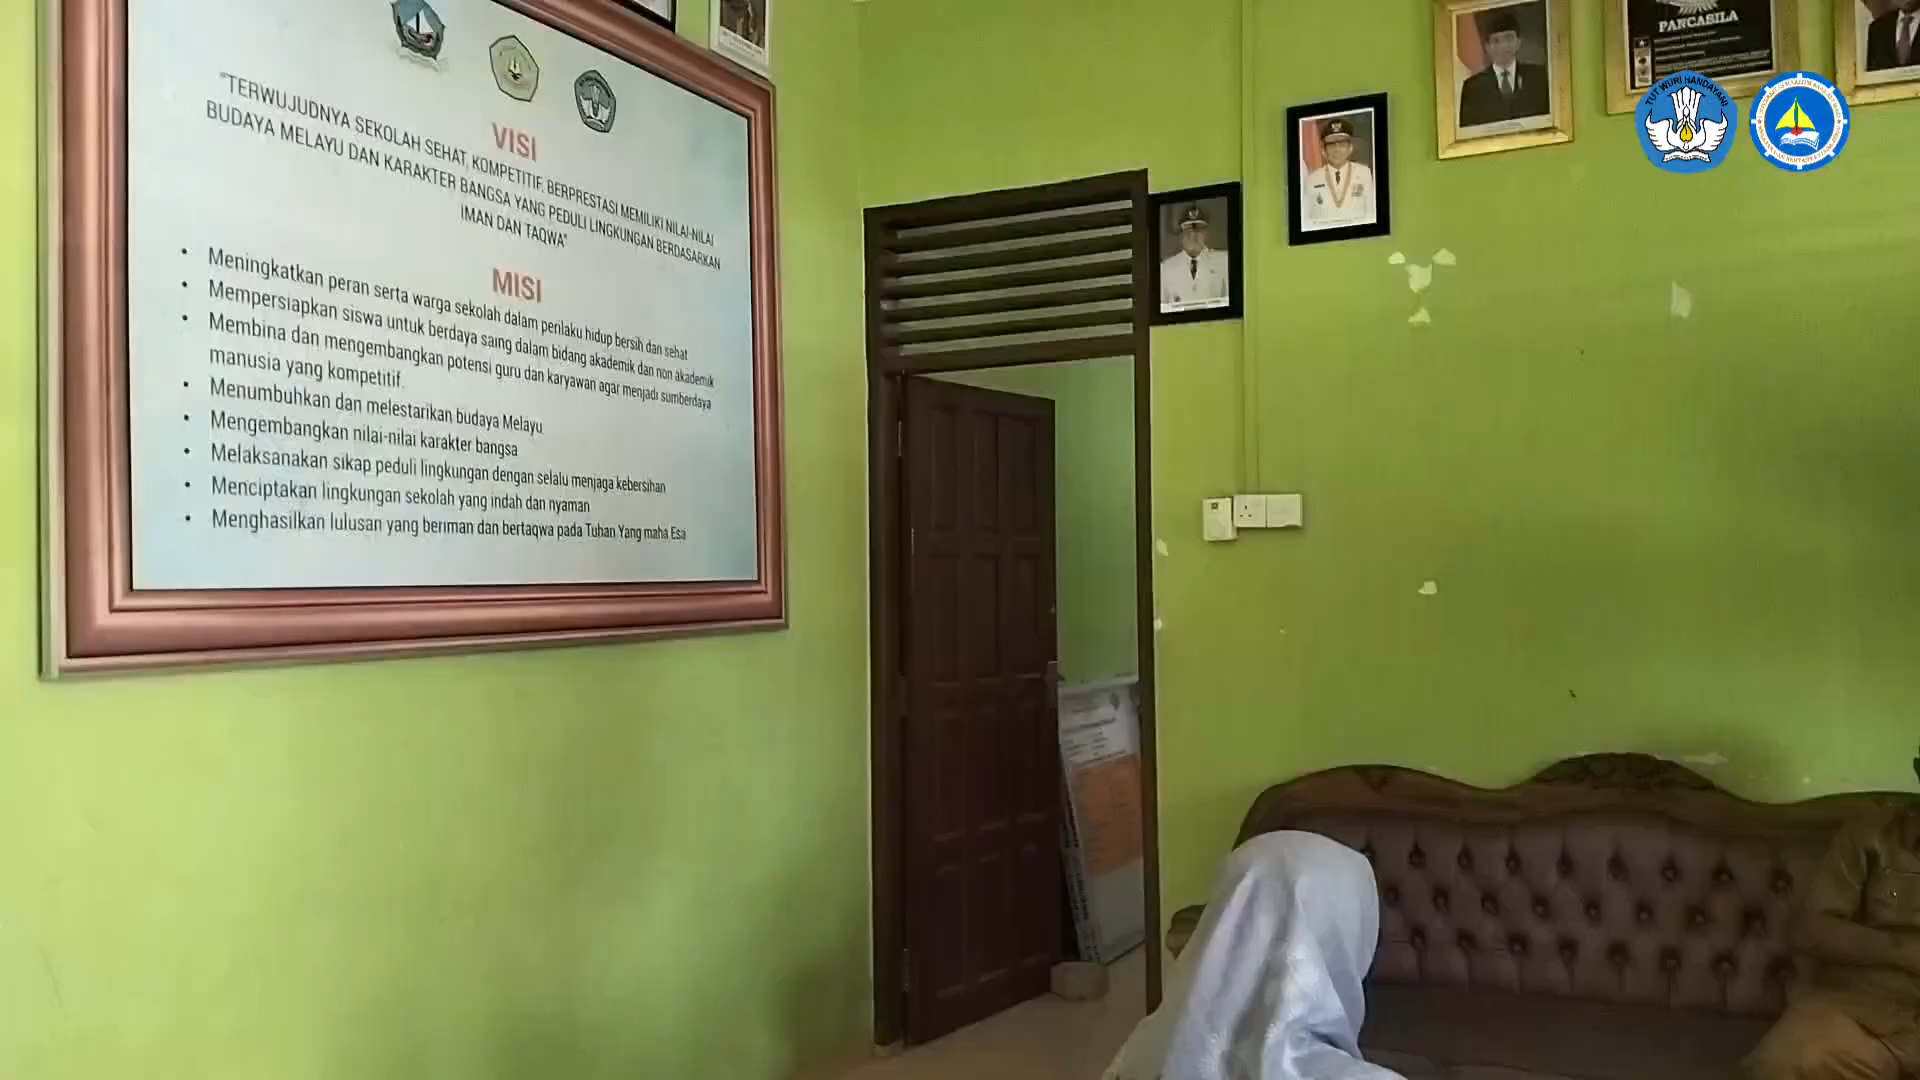 VISI
"TERWUJUDNYA SEKOLAH SEHAT, KOMPETITIF, BERPRESTASI MEMILIKI NILAI-NILAI
BUDAYA MELAYU DAN KARAKTER BANGSA YANG PEDULI LINGKUNGAN BERDASARKAN
IMAN DAN TAQWA"
MISI
• Meningkatkan peran serta warga sekolah dalam perilaku hidup bersih dan sehat
• Mempersiapkan siswa untuk berdaya saing dalam bidang akademik dan non akademik
• Membina dan mengembangkan potensi guru dan karyawan agar menjadi sumberdaya
manusia yang kompetitif.
• Menumbuhkan dan melestarikan budaya Melayu
• Mengembangkan nilai-nilai karakter bangsa
• Melaksanakan sikap peduli lingkungan dengan selalu menjaga kebersihan
• Menciptakan lingkungan sekolah yang indah dan nyaman
• Menghasilkan lulusan yang beriman dan bertaqwa pada Tuhan Yang maha Esa
PANCASILA
TUT WURI HANDAYANI